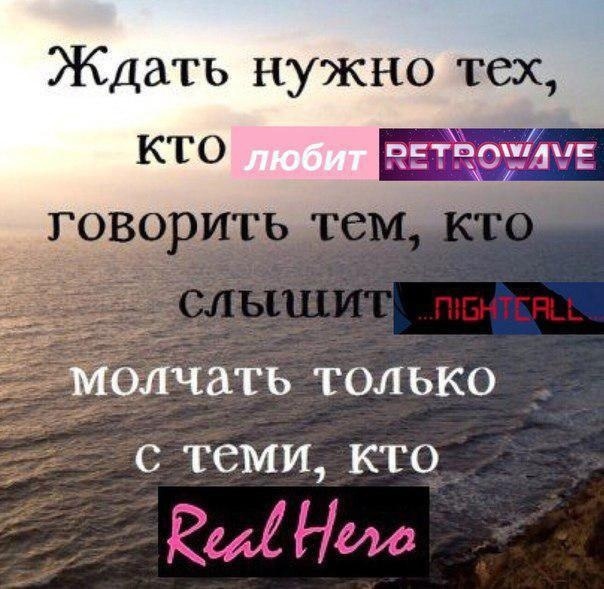 Ждать нужно тех,
кто любит RETROWAVE
говорить тем, кто
слышит ...NIGHTCALL...
молчать только
с теми, кто
Real Hero